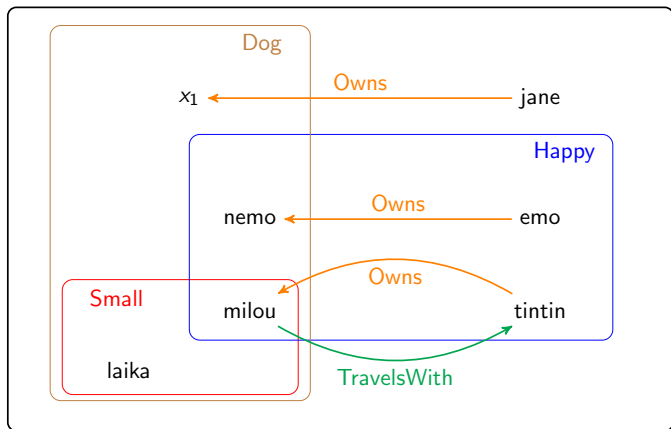 Dog
Owns
x₁
jane
Happy
Owns
nemo
emo
Small
Owns
milou
tintin
laika
TravelsWith